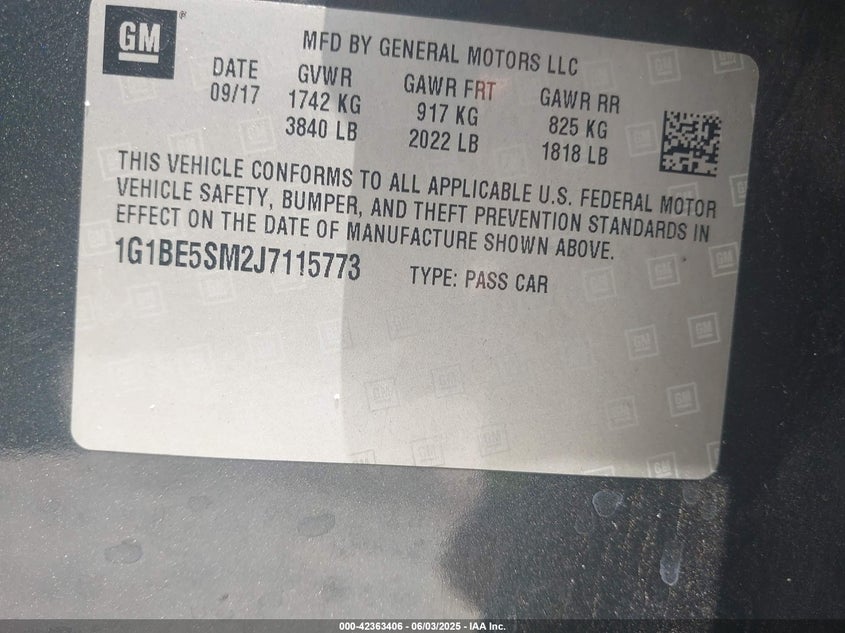 GM
MFD BY GENERAL MOTORS LLC
DATE GVWR GAWR FRT GAWR RR
09/17 1742 KG 917 KG 825 KG
3840 LB 2022 LB 1818 LB
THIS VEHICLE CONFORMS TO ALL APPLICABLE U.S. FEDERAL MOTOR
VEHICLE SAFETY, BUMPER, AND THEFT PREVENTION STANDARDS IN
EFFECT ON THE DATE OF MANUFACTURE SHOWN ABOVE.
1G1BE5SM2J7115773 TYPE: PASS CAR
000-42363406 - 06/03/2025 - IAA Inc.